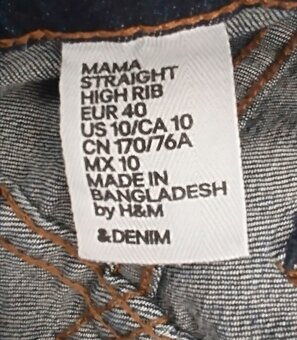 MAMA
STRAIGHT
HIGH RIB
EUR 40
US 10/CA 10
CN 170/76A
MX 10
MADE IN
BANGLADESH
by H&M
&DENIM